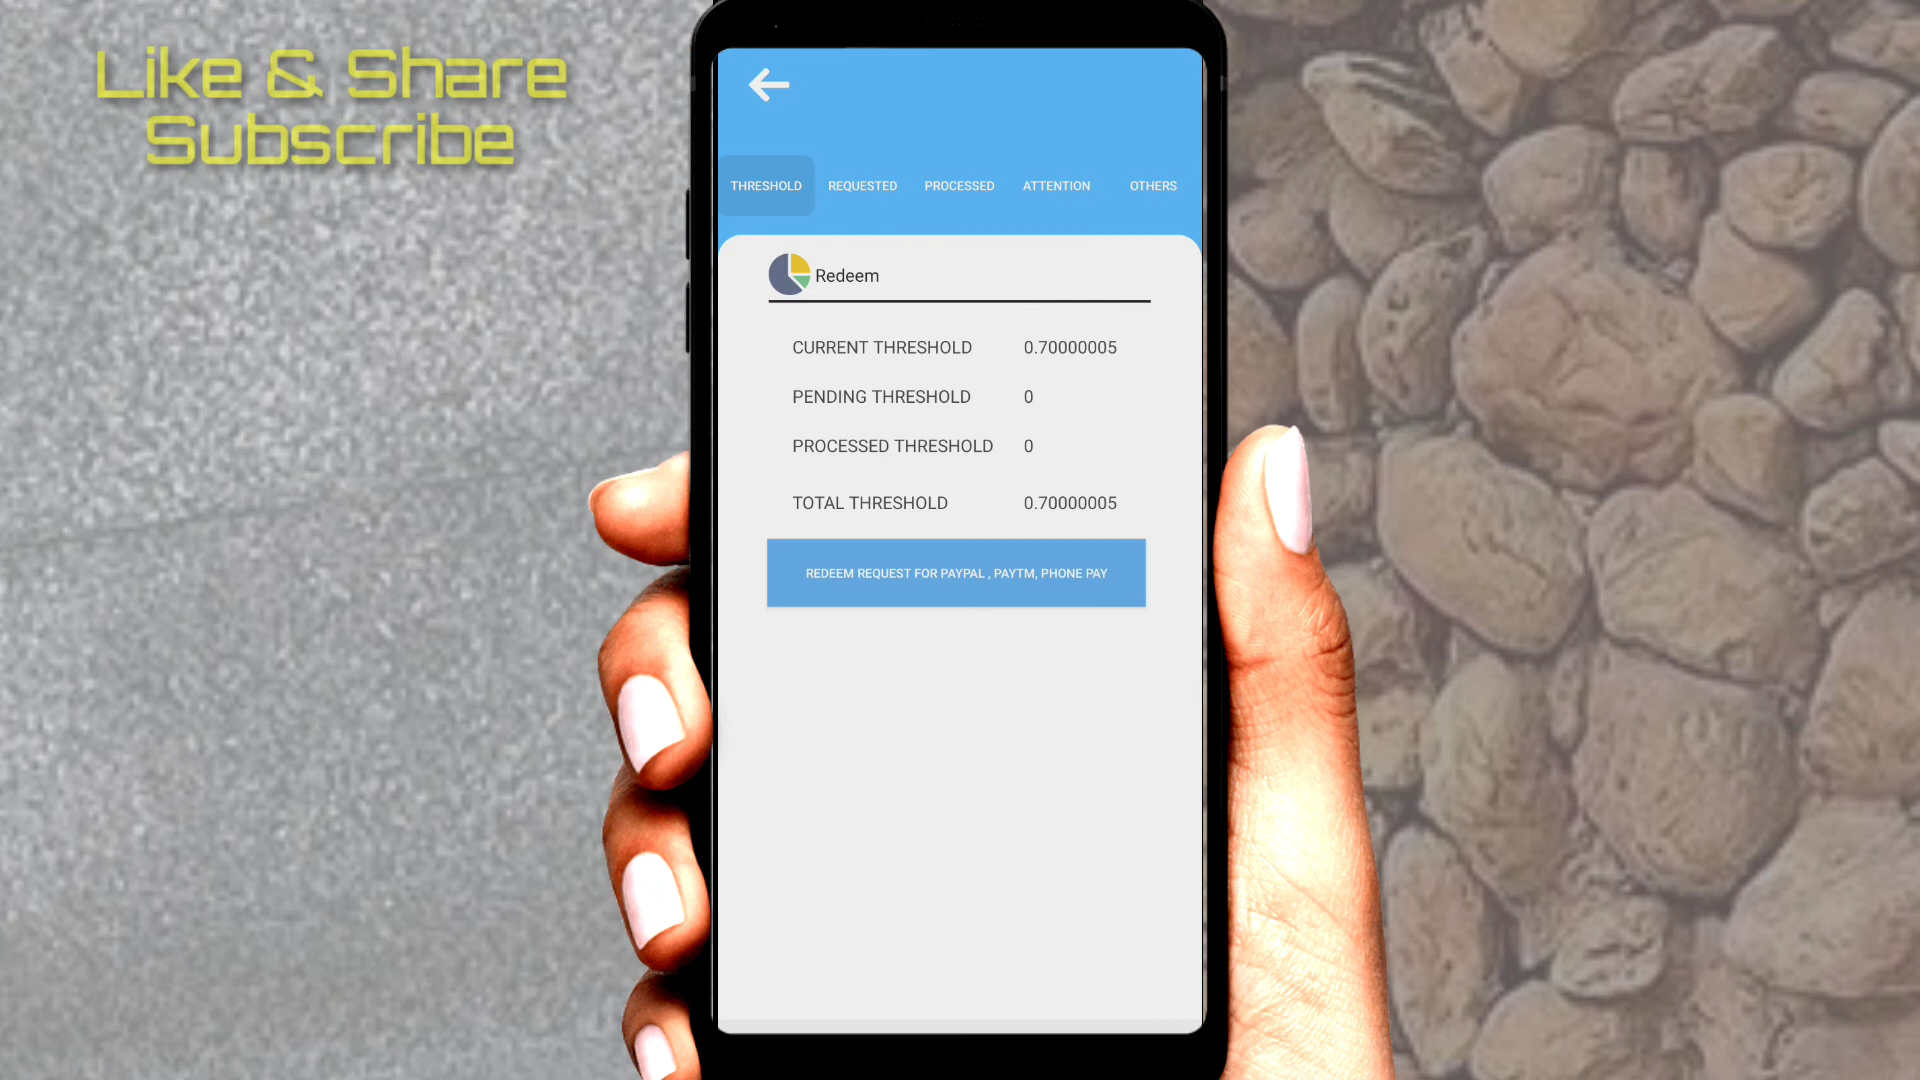 Like & Share
Subscribe
THRESHOLD REQUESTED PROCESSED ATTENTION OTHERS
Redeem
CURRENT THRESHOLD 0.70000005
PENDING THRESHOLD 0
PROCESSED THRESHOLD 0
TOTAL THRESHOLD 0.70000005
REDEEM REQUEST FOR PAYPAL , PAYTM, PHONE PAY